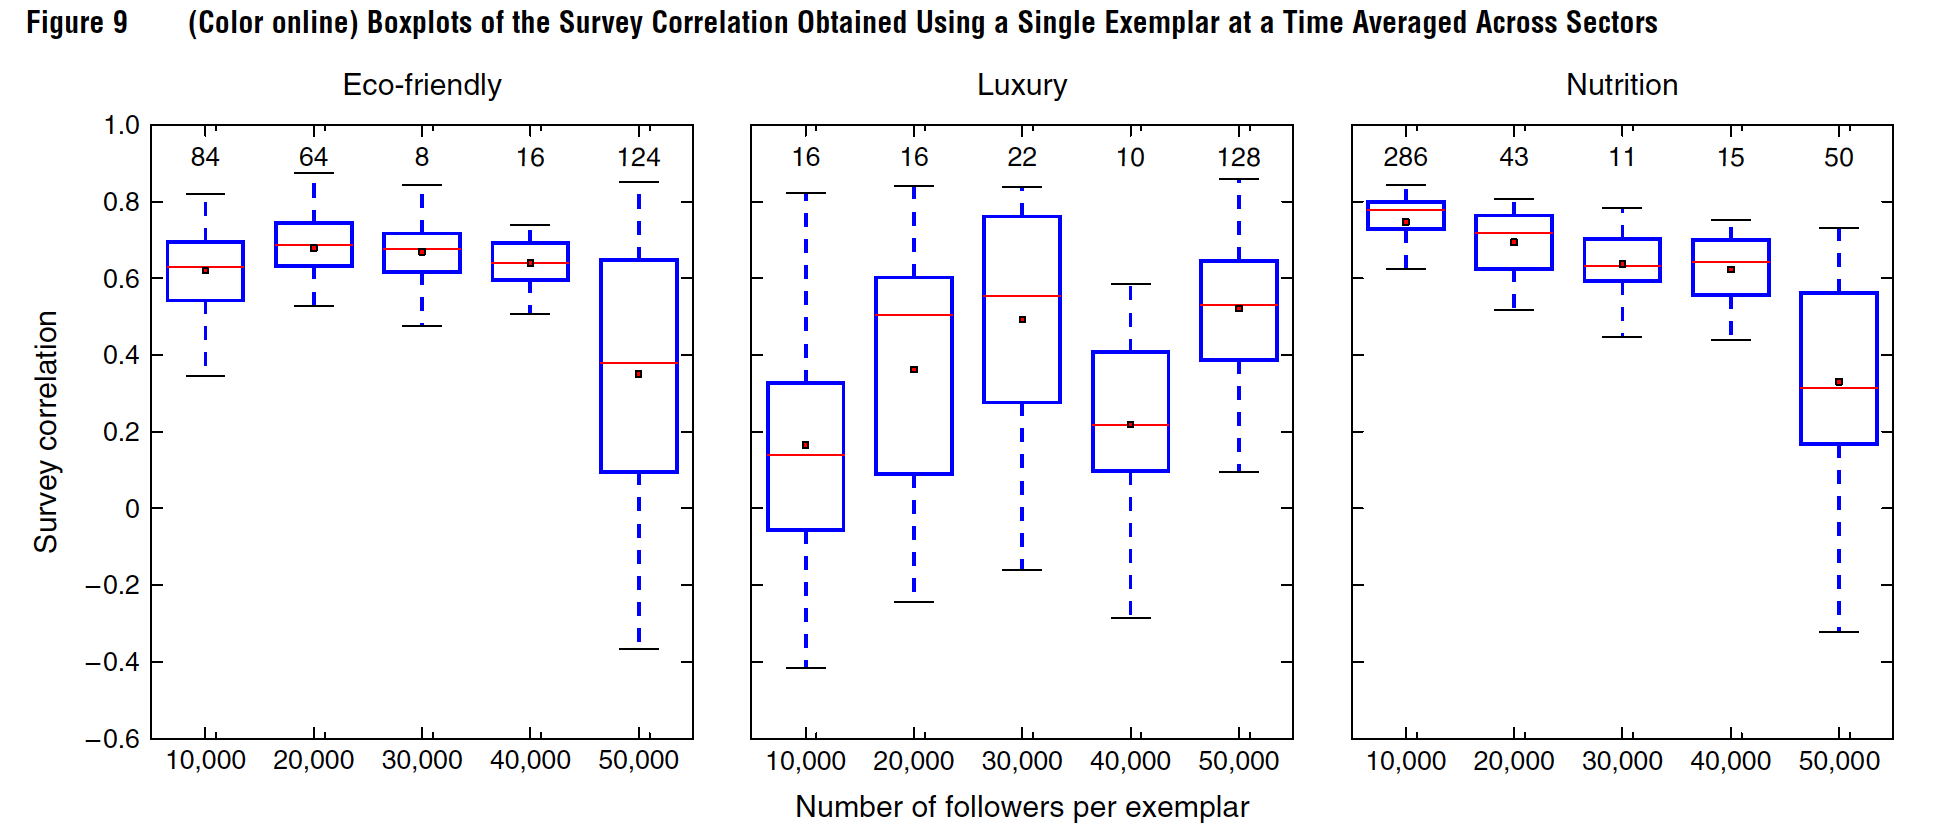 Figure 9 (Color online) Boxplots of the Survey Correlation Obtained Using a Single Exemplar at a Time Averaged Across Sectors
Eco-friendly Luxury Nutrition
1.0
84 64 8 16 124 16 16 22 10 128 286 43 11 15 50
0.8
0.6
0.4
0.2
0
−0.2
−0.4
−0.6
Survey correlation
10,000 20,000 30,000 40,000 50,000 10,000 20,000 30,000 40,000 50,000 10,000 20,000 30,000 40,000 50,000
Number of followers per exemplar